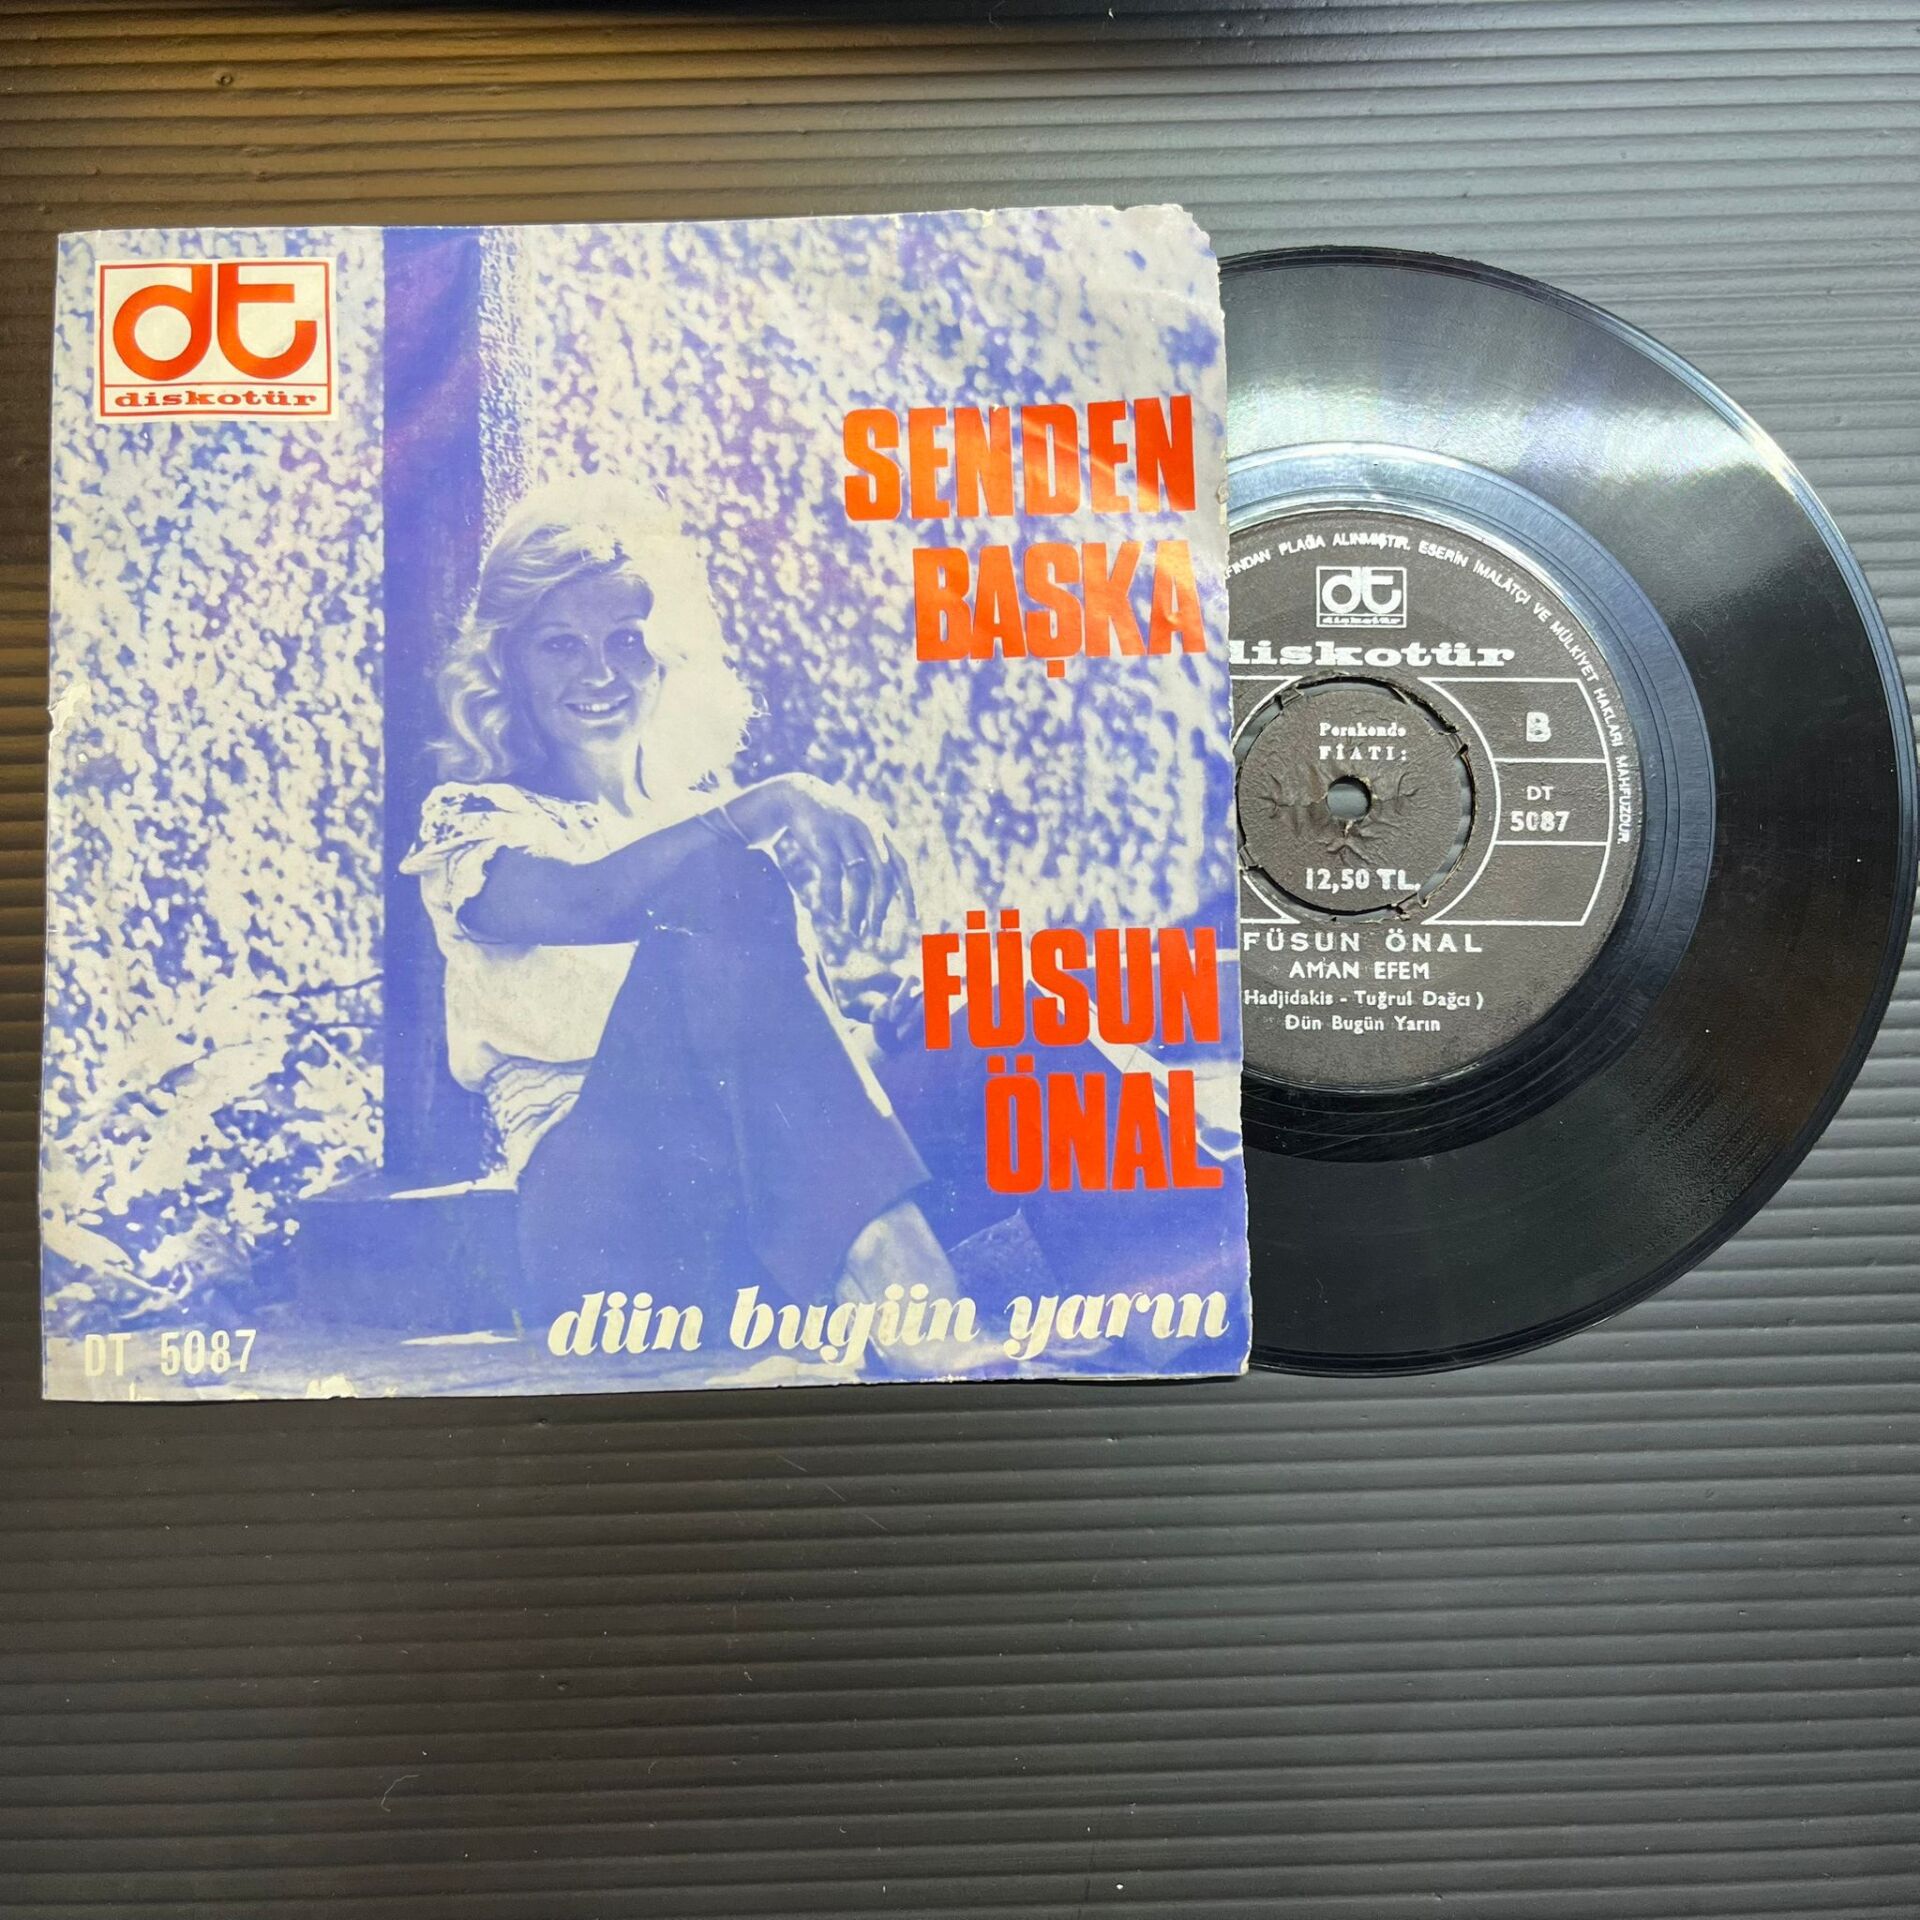 dt
diskotür
SENDEN
BAŞKA
FÜSUN
ÖNAL
dün bugün yarın
DT 5087
PLAĞA ALINMIŞTIR. ESERİN İMALÂTÇI VE MÜLKİYET HAKLARI MAHFUZDUR.
dt
diskotür
diskotür
Perakende
FİATI:
12,50 TL.
B
DT
5087
FÜSUN ÖNAL
AMAN EFEM
Hadjidakis - Tuğrul Dağcı )
Dün Bugün Yarın